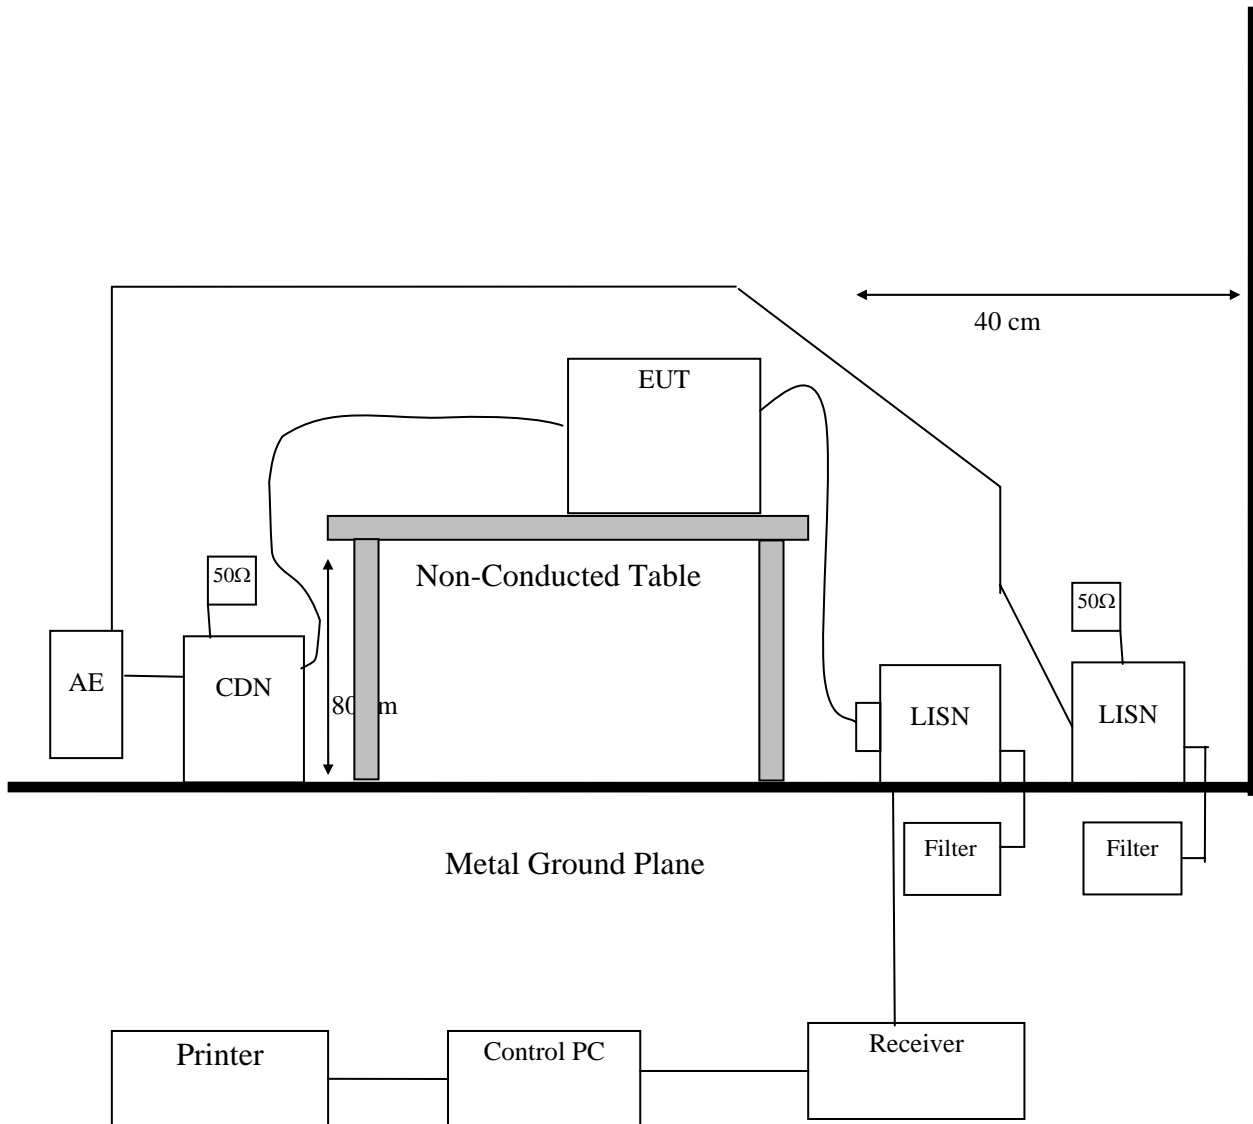 40 cm
EUT
Non-Conducted Table
50Ω
50Ω
AE
CDN
80 m
LISN
LISN
Filter
Filter
Metal Ground Plane
Printer
Control PC
Receiver